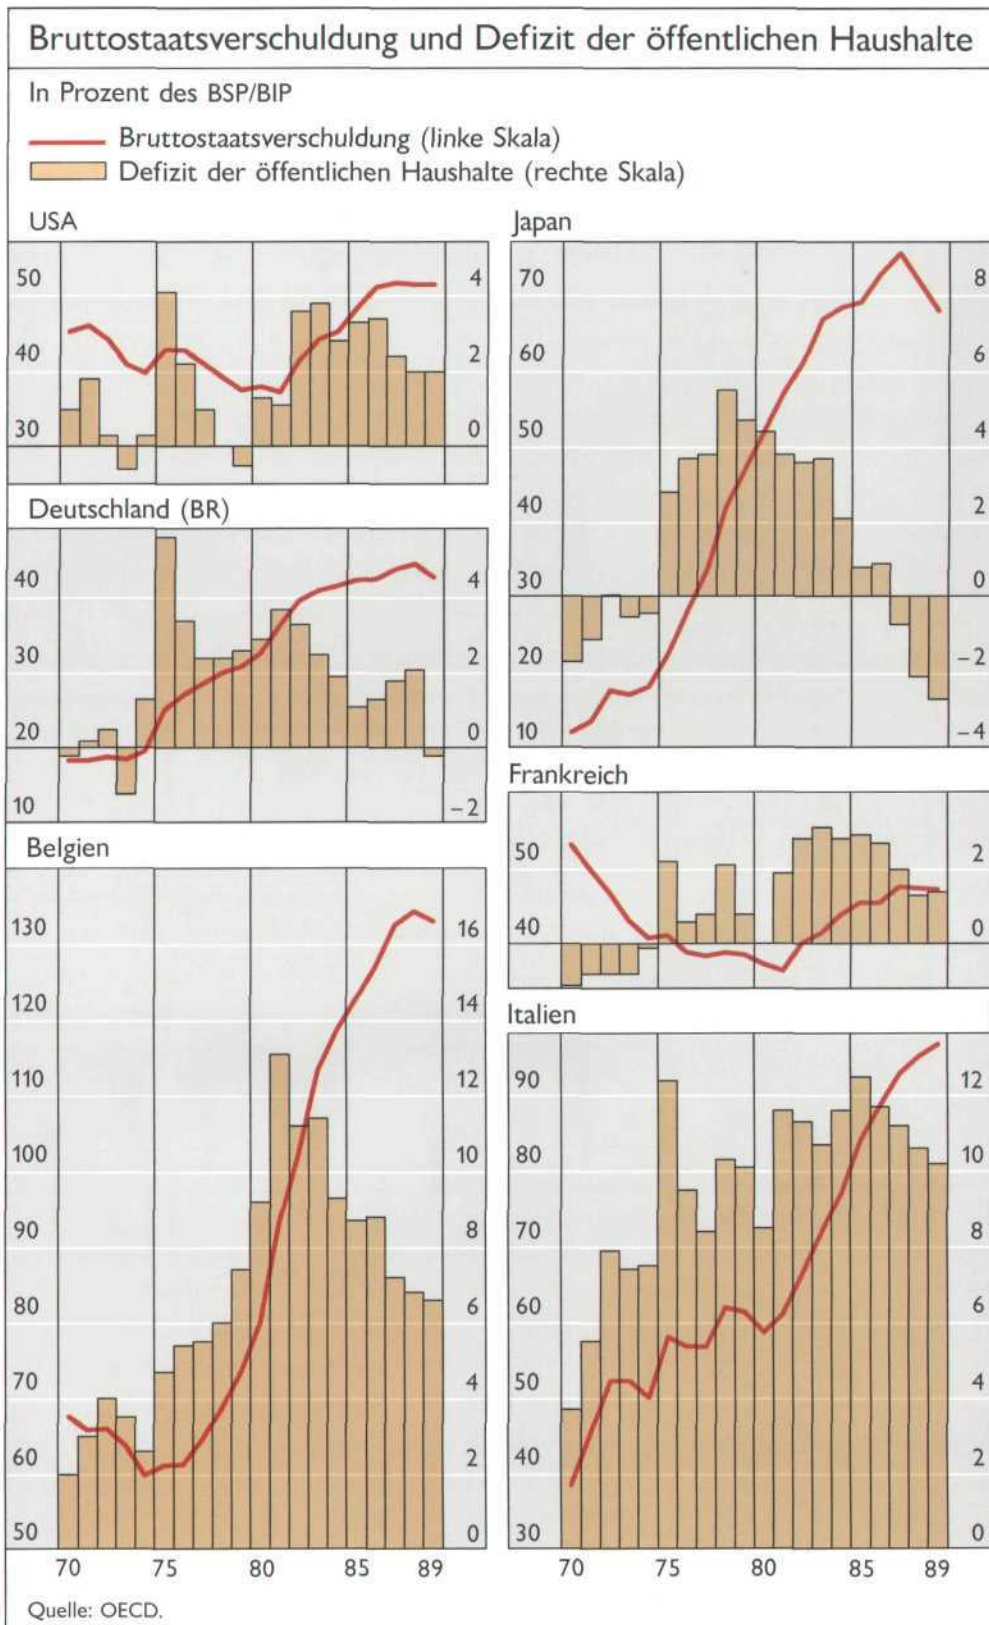 Bruttostaatsverschuldung und Defizit der öffentlichen Haushalte
In Prozent des BSP/BIP
Bruttostaatsverschuldung (linke Skala)
Defizit der öffentlichen Haushalte (rechte Skala)
USA
50 4
40 2
30 0
Deutschland (BR)
40 4
30 2
20 0
10 –2
Belgien
130 16
120 14
110 12
100 10
90 8
80 6
70 4
60 2
50 0
70 75 80 85 89
Japan
70 8
60 6
50 4
40 2
30 0
20 –2
10 –4
Frankreich
50 2
40 0
Italien
90 12
80 10
70 8
60 6
50 4
40 2
30 0
70 75 80 85 89
Quelle: OECD.